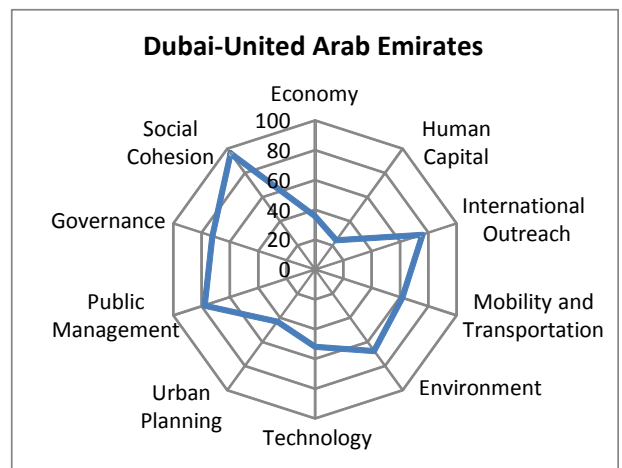 Dubai-United Arab Emirates
Economy
Human
Capital
International
Outreach
Mobility and
Transportation
Environment
Technology
Urban
Planning
Public
Management
Governance
Social
Cohesion
100
80
60
40
20
0